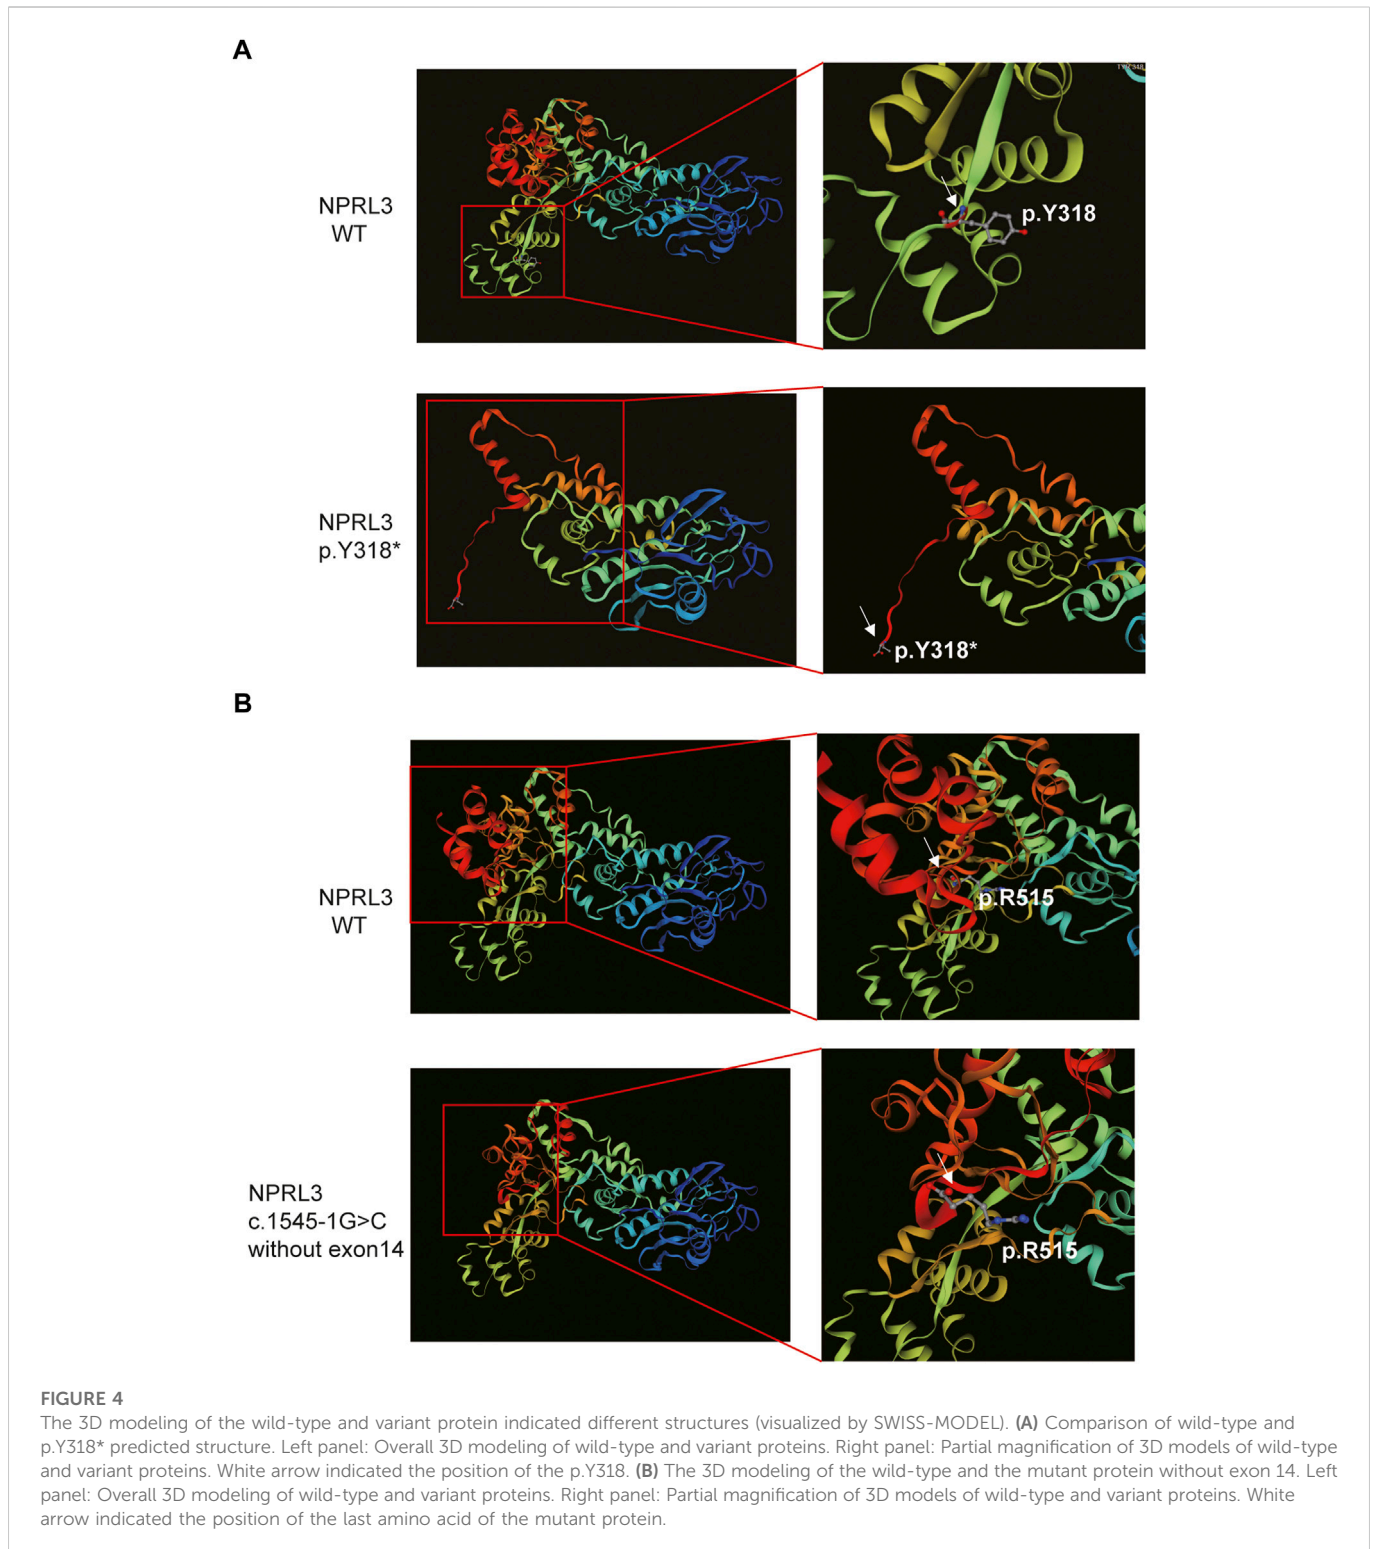 A
NPRL3
WT
p.Y318
NPRL3
p.Y318*
p.Y318*
B
NPRL3
WT
p.R515
NPRL3
c.1545-1G>C
without exon14
p.R515
FIGURE 4
The 3D modeling of the wild-type and variant protein indicated different structures (visualized by SWISS-MODEL). (A) Comparison of wild-type and
p.Y318* predicted structure. Left panel: Overall 3D modeling of wild-type and variant proteins. Right panel: Partial magnification of 3D models of wild-type
and variant proteins. White arrow indicated the position of the p.Y318. (B) The 3D modeling of the wild-type and the mutant protein without exon 14. Left
panel: Overall 3D modeling of wild-type and variant proteins. Right panel: Partial magnification of 3D models of wild-type and variant proteins. White
arrow indicated the position of the last amino acid of the mutant protein.